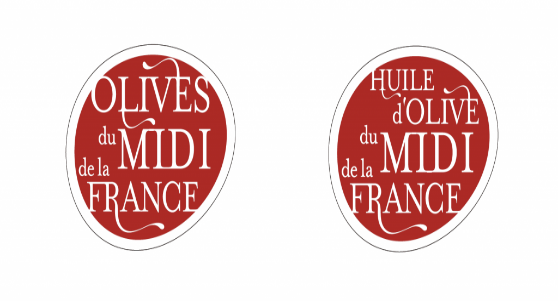 OLIVES
du MIDI
de la
FRANCE
HUILE
d'OLIVE
du MIDI
de la
FRANCE